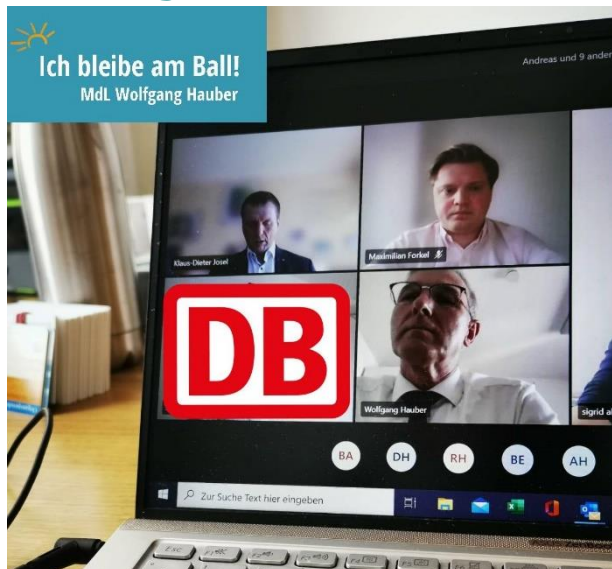 Ich bleibe am Ball!
MdL Wolfgang Hauber
Andreas und 9 ander
Klaus-Dieter Josel
Maximilian Forkel
DB
Wolfgang Hauber
sigrid al
BA DH RH BE AH
Zur Suche Text hier eingeben
ESC